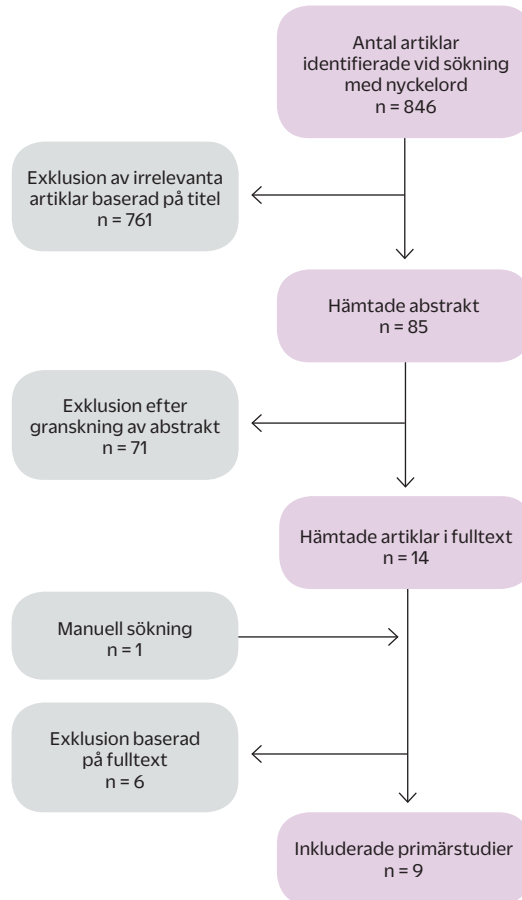 Antal artiklar
identifierade vid sökning
med nyckelord
n = 846
Exklusion av irrelevanta
artiklar baserad på titel
n = 761
Hämtade abstrakt
n = 85
Exklusion efter
granskning av abstrakt
n = 71
Hämtade artiklar i fulltext
n = 14
Manuell sökning
n = 1
Exklusion baserad
på fulltext
n = 6
Inkluderade primärstudier
n = 9